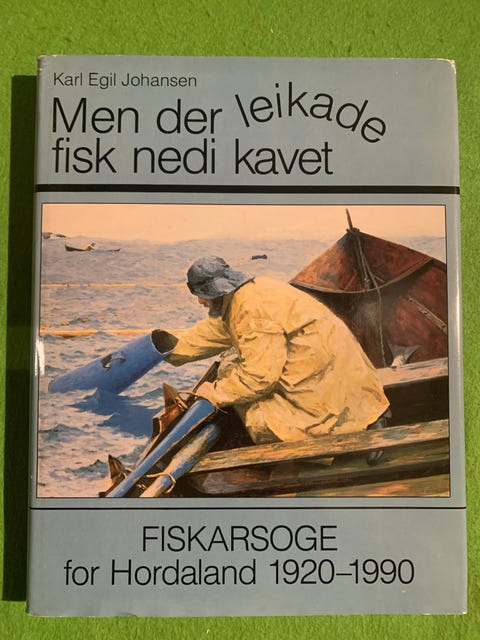 Karl Egil Johansen
Men der leikade
fisk nedi kavet
FISKARSOGE
for Hordaland 1920–1990